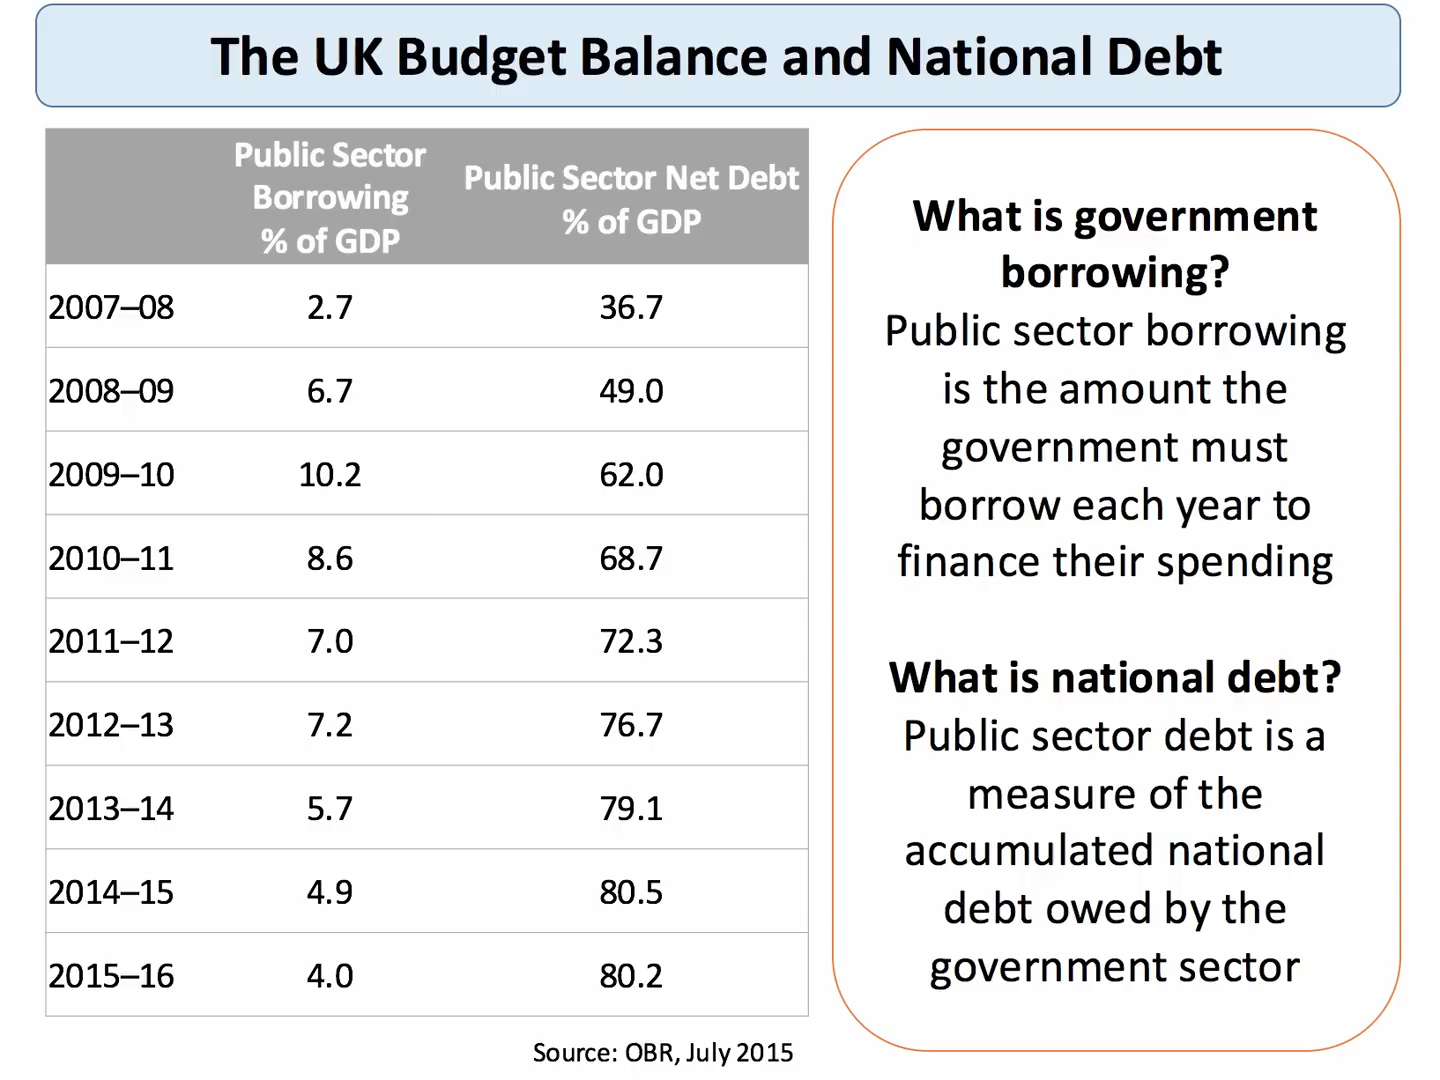 The UK Budget Balance and National Debt
Public Sector Borrowing % of GDP Public Sector Net Debt % of GDP
2007–08 2.7 36.7
2008–09 6.7 49.0
2009–10 10.2 62.0
2010–11 8.6 68.7
2011–12 7.0 72.3
2012–13 7.2 76.7
2013–14 5.7 79.1
2014–15 4.9 80.5
2015–16 4.0 80.2
Source: OBR, July 2015
What is government
borrowing?
Public sector borrowing
is the amount the
government must
borrow each year to
finance their spending
What is national debt?
Public sector debt is a
measure of the
accumulated national
debt owed by the
government sector